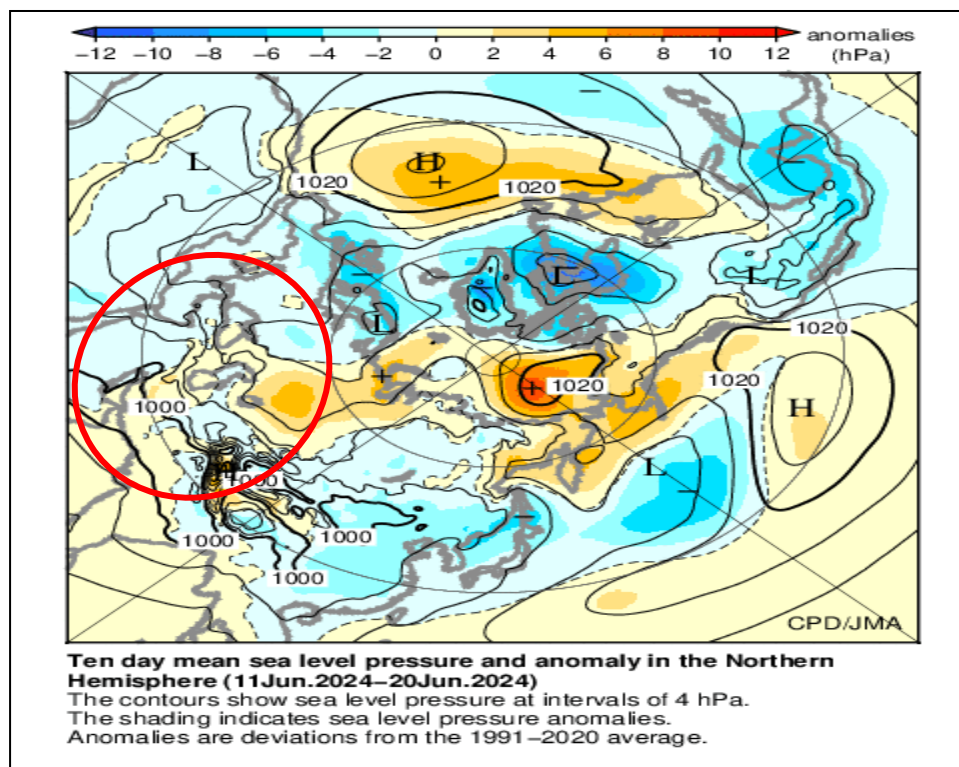 −12 −10 −8 −6 −4 −2 0 2 4 6 8 10 12 anomalies
(hPa)
L
H
1020
1020
L
L
L
1020
1020
1020
H
1000
L
1000
1000
1000
1000
CPD/JMA
Ten day mean sea level pressure and anomaly in the Northern
Hemisphere (11Jun.2024−20Jun.2024)
The contours show sea level pressure at intervals of 4 hPa.
The shading indicates sea level pressure anomalies.
Anomalies are deviations from the 1991−2020 average.